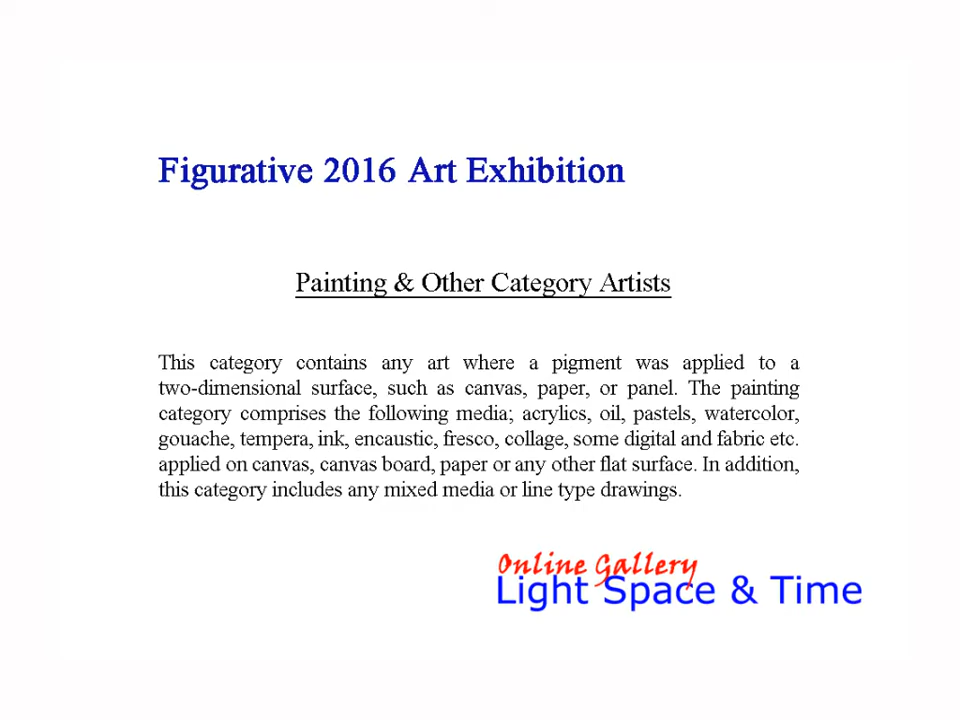 Figurative 2016 Art Exhibition
Painting & Other Category Artists
This category contains any art where a pigment was applied to a
two-dimensional surface, such as canvas, paper, or panel. The painting
category comprises the following media; acrylics, oil, pastels, watercolor,
gouache, tempera, ink, encaustic, fresco, collage, some digital and fabric etc.
applied on canvas, canvas board, paper or any other flat surface. In addition,
this category includes any mixed media or line type drawings.
Online Gallery
Light Space & Time